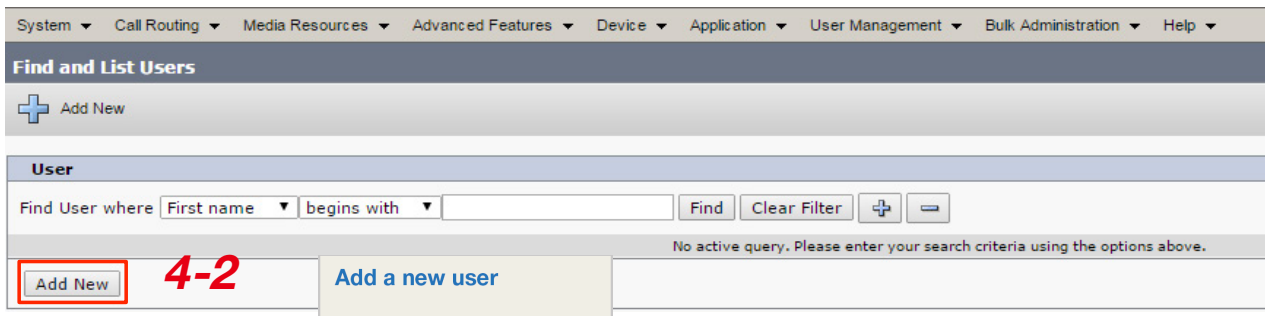 System Call Routing Media Resources Advanced Features Device Application User Management Bulk Administration Help
Find and List Users
Add New
User
Find User where First name begins with Find Clear Filter
No active query. Please enter your search criteria using the options above.
Add New 4-2 Add a new user